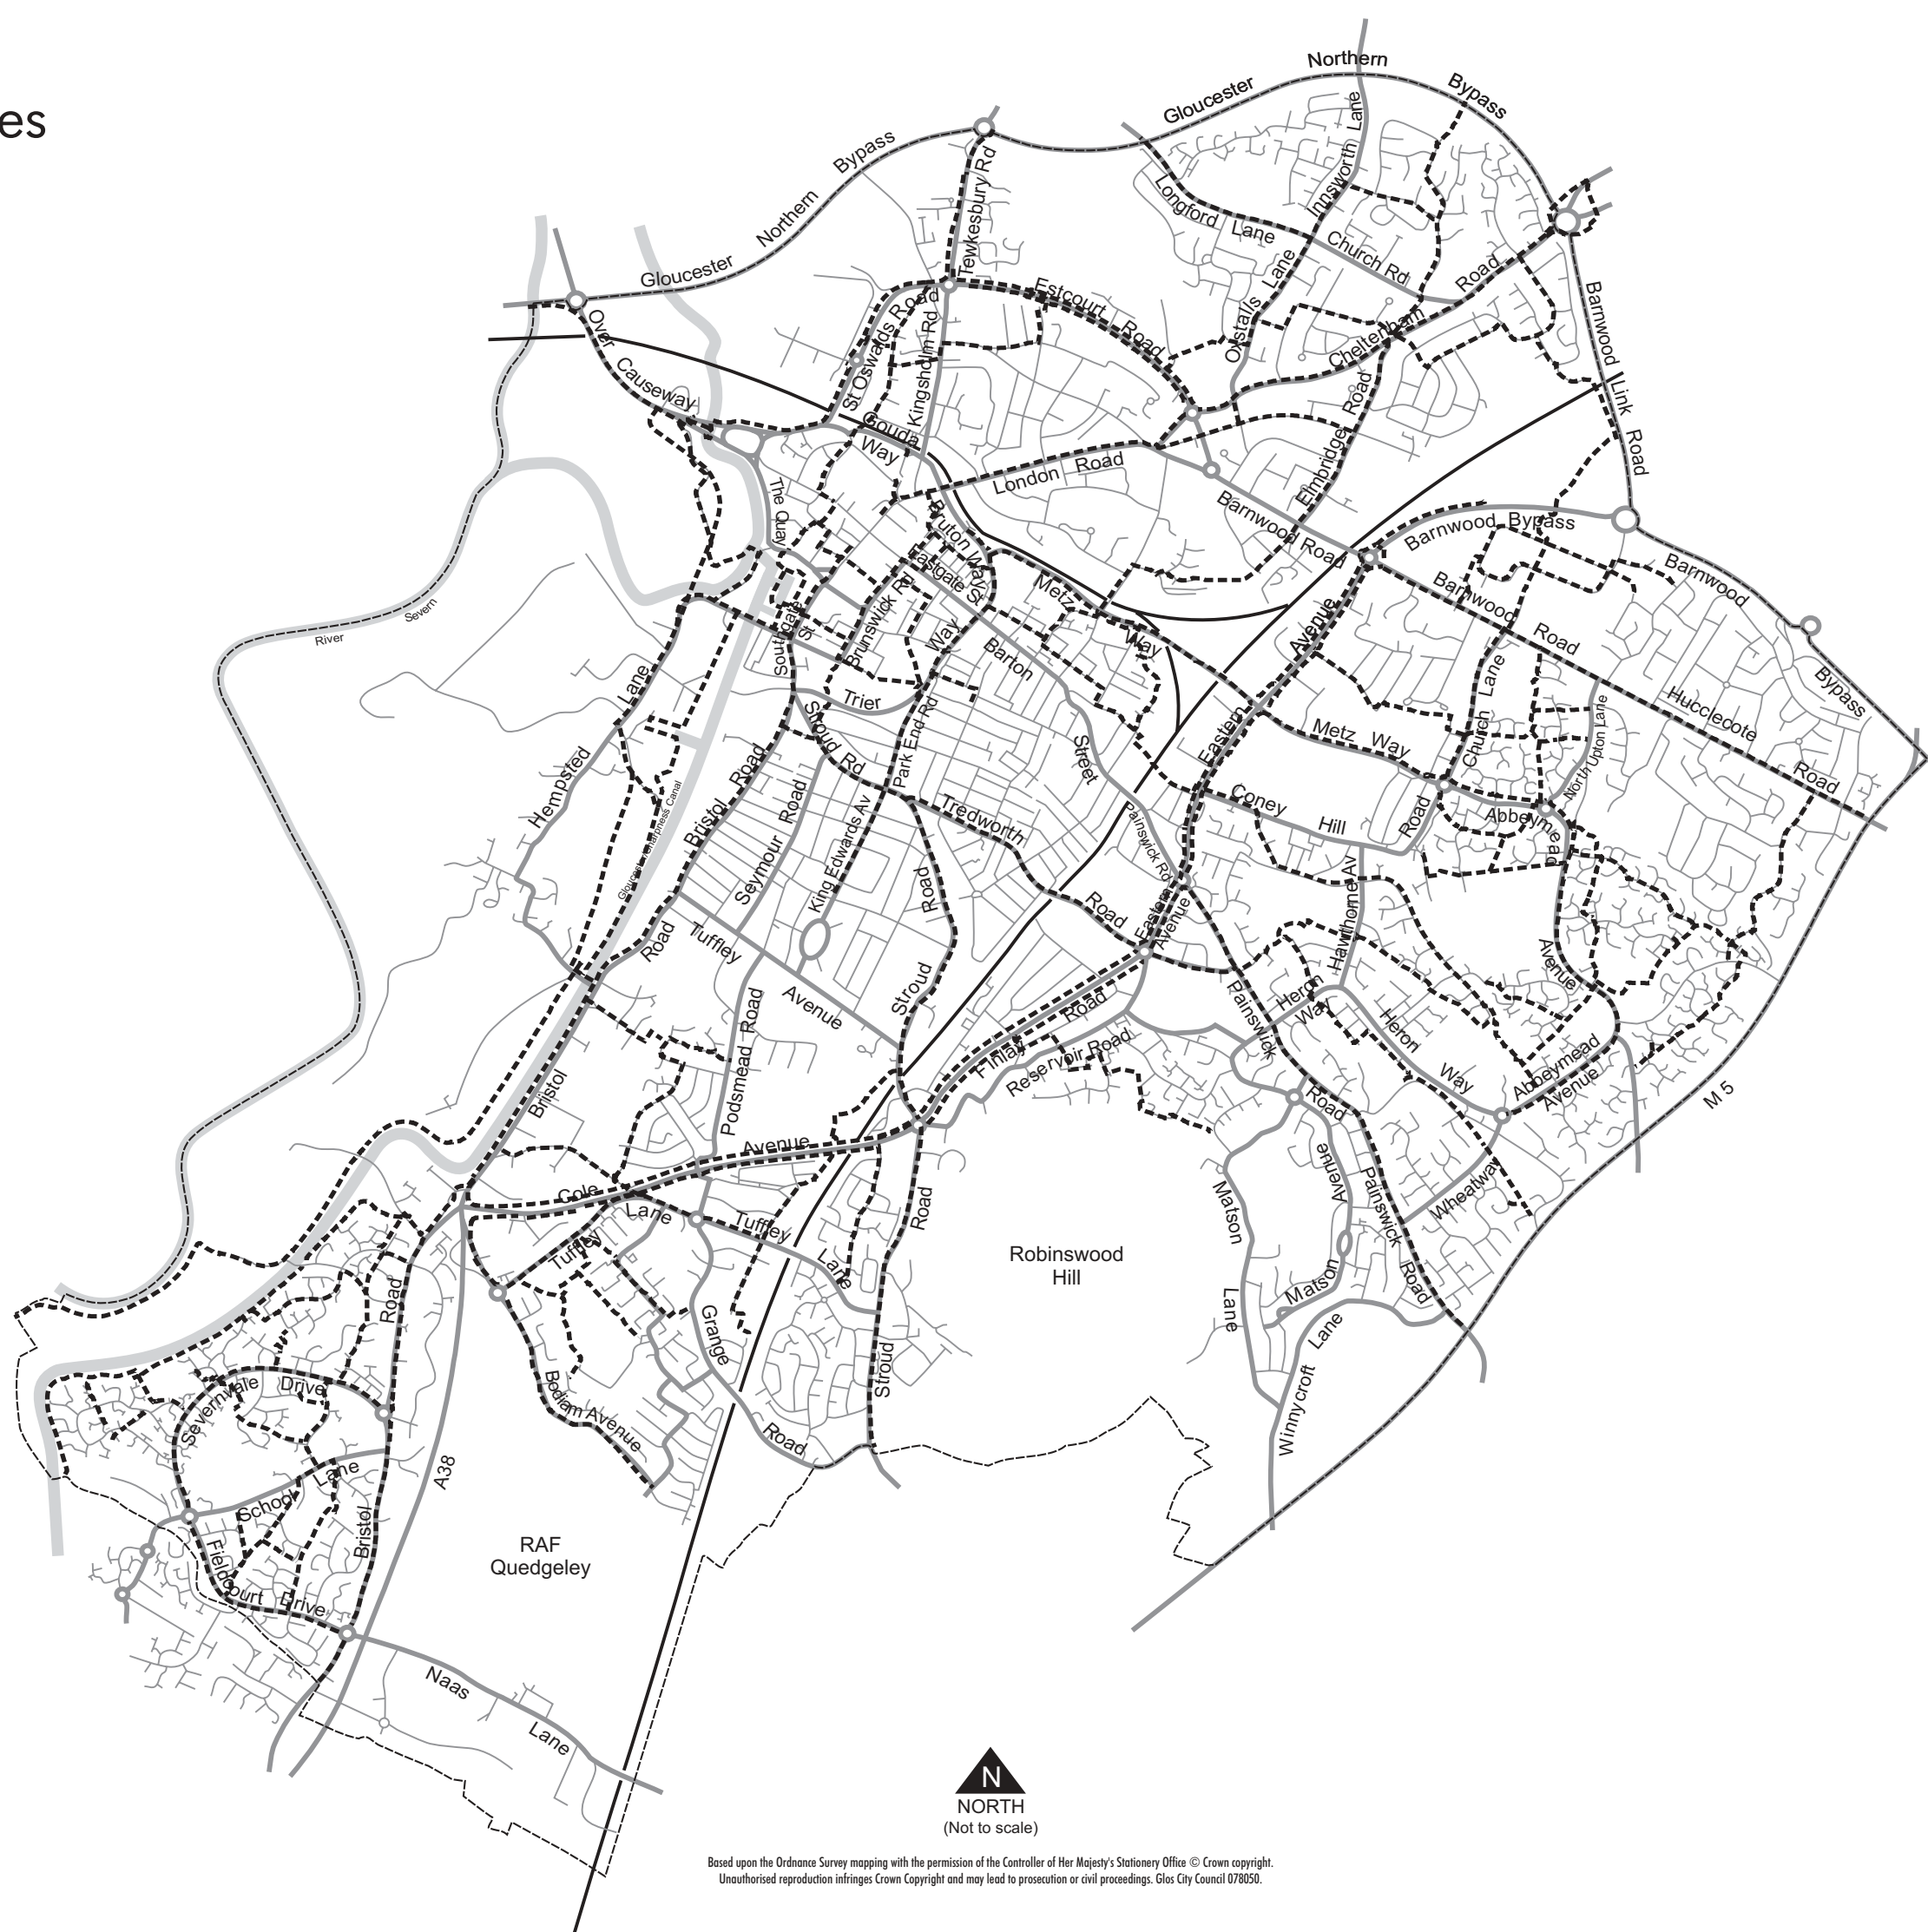 es
Northern
Gloucester
Bypass
Bypass
Northern
Gloucester
Tewkesbury Rd
Longford
Lane
Innsworth Lane
Church Rd
Road
Cheltenham
Oxstalls Lane
Estcourt Road
Barnwood Link Road
Over
Causeway
St Oswalds Road
Kingsholm Rd
Gouda
Way
London Road
Elmbridge Road
Barnwood Road
Barnwood Bypass
Barnwood
Bypass
Barnwood
Road
Hucclecote
Road
The Quay
Bruton Way
Eastgate St
Metz
Way
Southgate
St
Brunswick Rd
Way
Barton
Street
Trier
Stroud Rd
Park End Rd
River
Severn
Lane
Hempsted
Gloucester Sharpness Canal
Bristol
Road
Seymour
Road
King Edwards Av
Tredworth
Road
Painswick Rd
Eastern
Avenue
Eastern
Avenue
Metz Way
Church Lane
North Upton Lane
Coney
Hill
Road
Abbeymead
Avenue
Hawthorne Av
Heron
Way
Heron
Way
Abbeymead
Avenue
M 5
Road
Tuffley
Avenue
Road
Stroud
Podsmead Road
Finlay
Road
Reservoir Road
Painswick
Road
Avenue
Painswick
Road
Wheatway
Matson
Lane
Matson
Lane
Winnycroft
Robinswood
Hill
Bristol
Avenue
Cole
Lane
Tuffley
Tuffley
Lane
Road
Stroud
Grange
Road
Bodiam Avenue
Road
Severnvale
Drive
A38
School
Lane
Bristol
Fieldcourt Drive
RAF
Quedgeley
Naas
Lane
N
NORTH
(Not to scale)
Based upon the Ordnance Survey mapping with the permission of the Controller of Her Majesty's Stationery Office © Crown copyright.
Unauthorised reproduction infringes Crown Copyright and may lead to prosecution or civil proceedings. Glos City Council 078050.